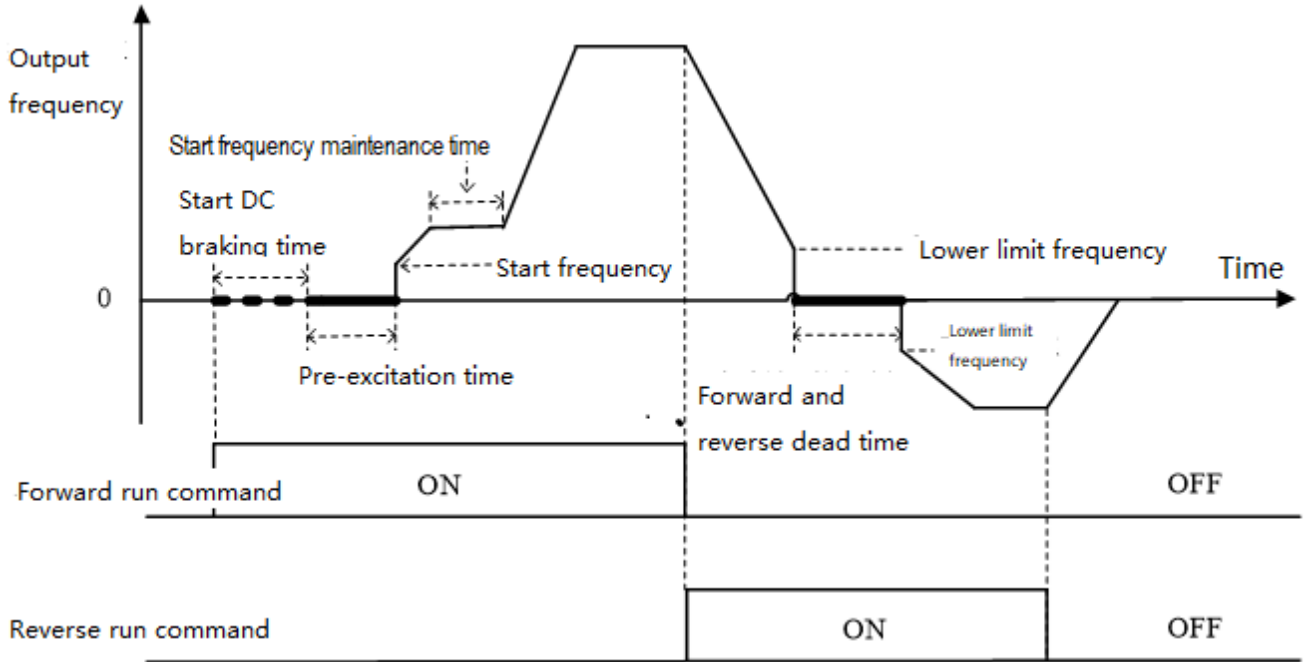 Output
frequency
Start frequency maintenance time
Start DC
braking time
Start frequency
Lower limit frequency
Time
0
Lower limit
frequency
Pre-excitation time
Forward and
reverse dead time
Forward run command
ON
OFF
Reverse run command
ON
OFF